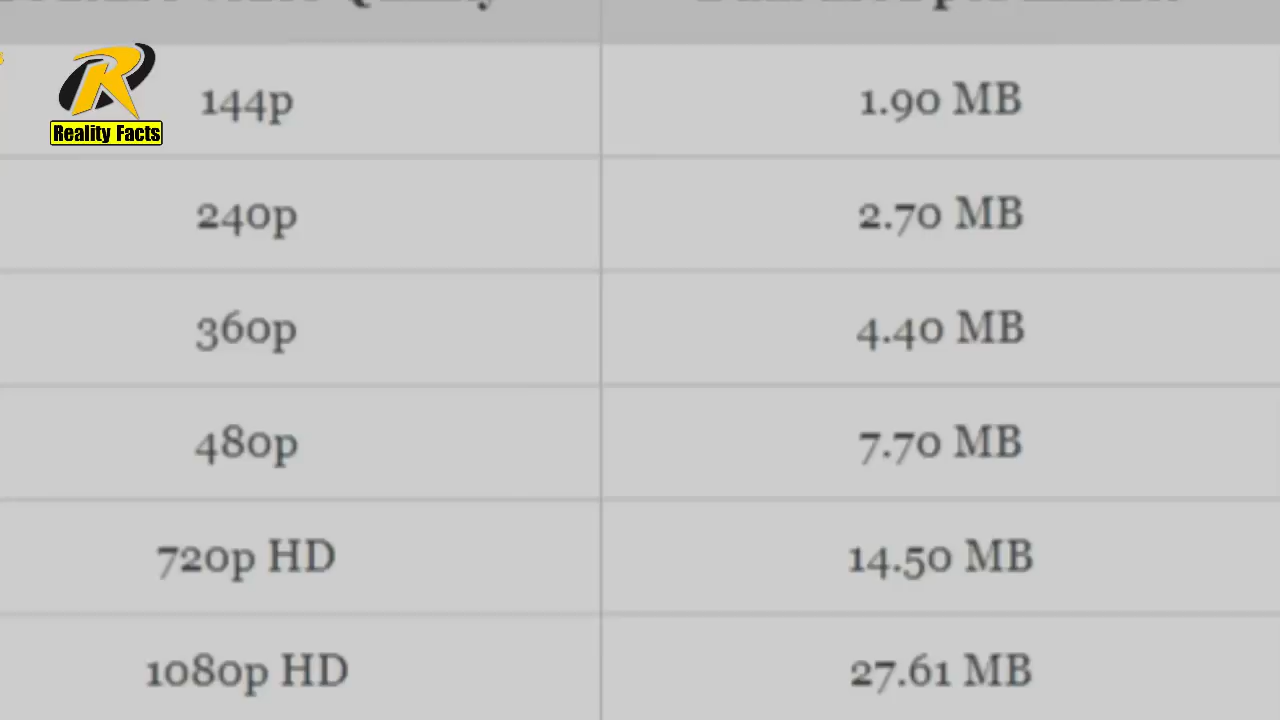 144p 1.90 MB
Reality Facts
240p 2.70 MB
360p 4.40 MB
480p 7.70 MB
720p HD 14.50 MB
1080p HD 27.61 MB